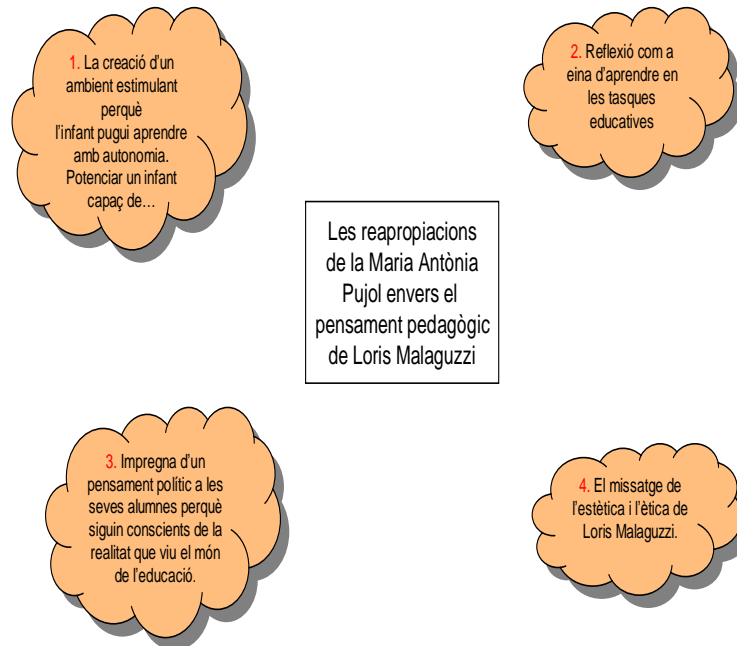 1. La creació d'un
ambient estimulant
perquè
l'infant pugui aprendre
amb autonomia.
Potenciar un infant
capaç de…
2. Reflexió com a
eina d'aprendre en
les tasques
educatives
Les reapropiacions
de la Maria Antònia
Pujol envers el
pensament pedagògic
de Loris Malaguzzi
3. Impregna d'un
pensament polític a les
seves alumnes perquè
siguin conscients de la
realitat que viu el món
de l'educació.
4. El missatge de
l'estètica i l'ètica de
Loris Malaguzzi.